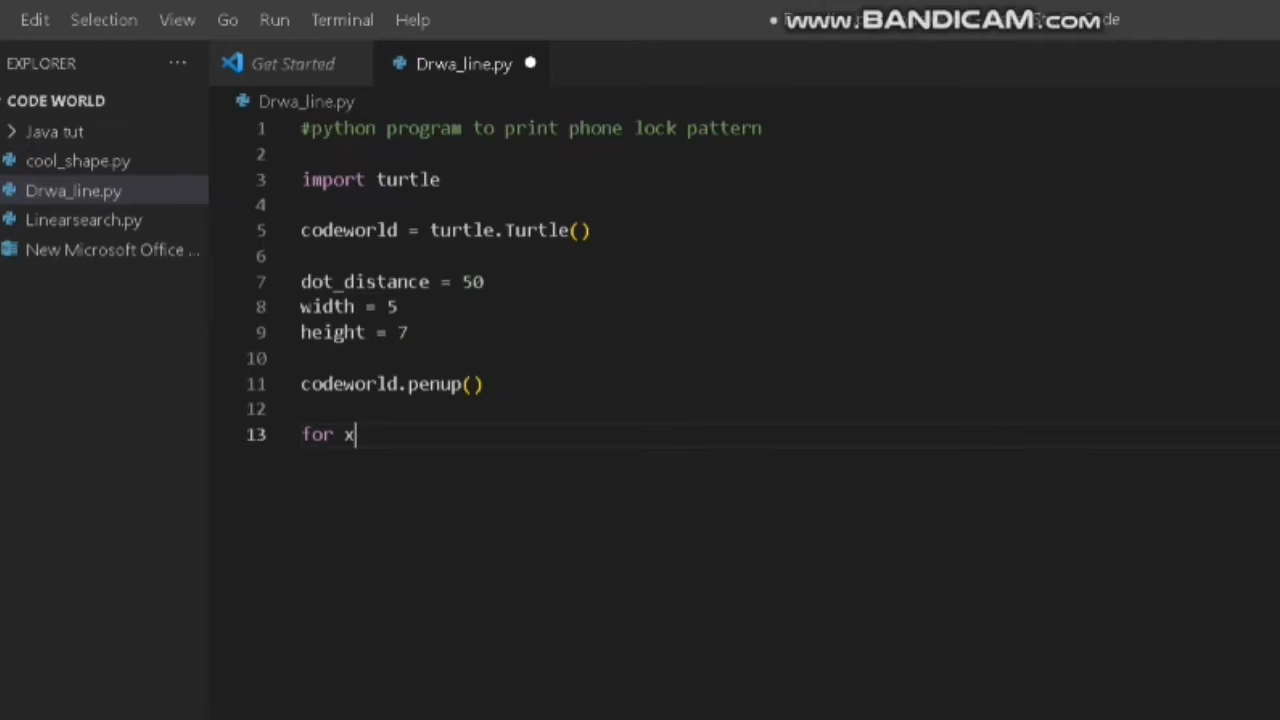 Edit Selection View Go Run Terminal Help
www.BANDICAM.com
EXPLORER ···
Get Started
Drwa_line.py
CODE WORLD
Drwa_line.py
Java tut
cool_shape.py
Drwa_line.py
Linearsearch.py
New Microsoft Office ...
1 #python program to print phone lock pattern
2
3 import turtle
4
5 codeworld = turtle.Turtle()
6
7 dot_distance = 50
8 width = 5
9 height = 7
10
11 codeworld.penup()
12
13 for x